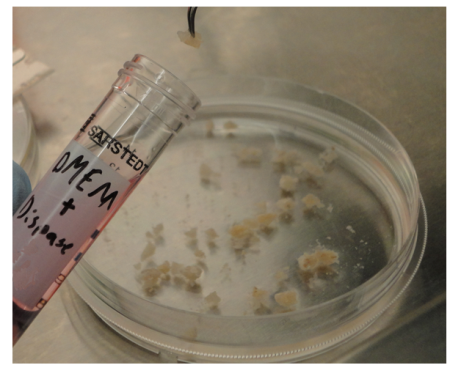 SARSTEDT
DMEM
+
Dispase